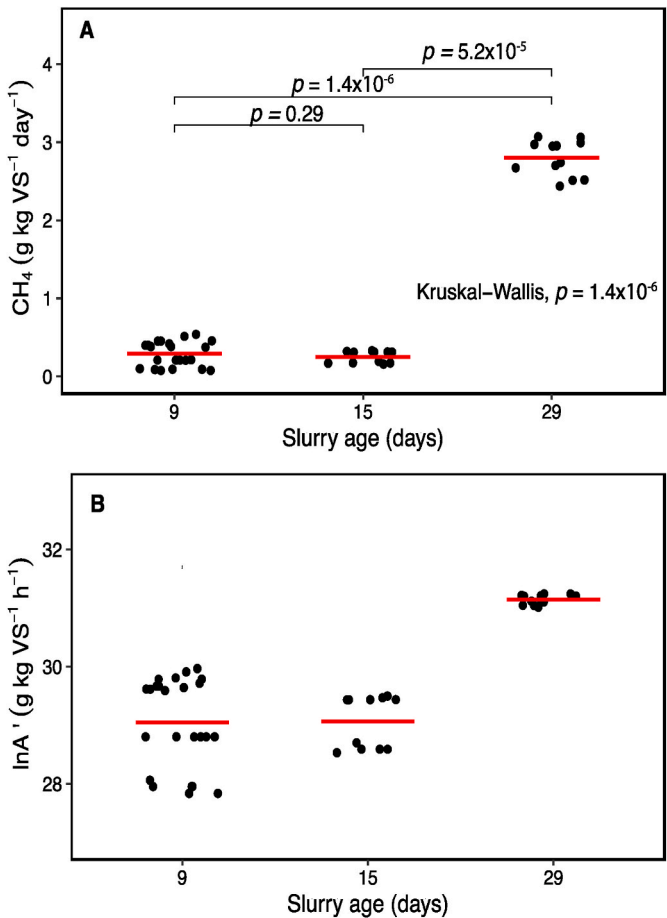 A
CH₄ (g kg VS⁻¹ day⁻¹)
4
3
2
1
0
p = 5.2x10⁻⁵
p = 1.4x10⁻⁶
p = 0.29
Kruskal–Wallis, p = 1.4x10⁻⁶
9 15 29
Slurry age (days)
B
lnA ' (g kg VS⁻¹ h⁻¹)
32
30
28
9 15 29
Slurry age (days)